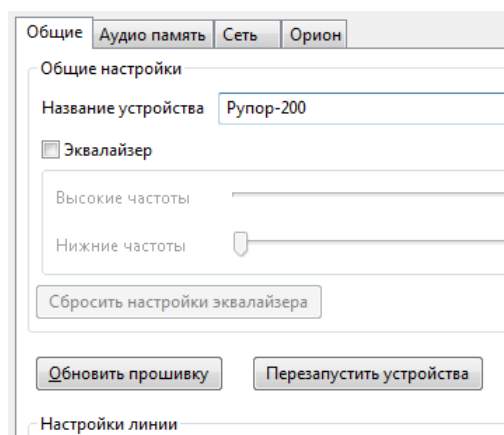 Общие Аудио память Сеть Орион
Общие настройки
Название устройства Рупор-200
Эквалайзер
Высокие частоты
Нижние частоты
Сбросить настройки эквалайзера
Обновить прошивку Перезапустить устройства
Настройки линии